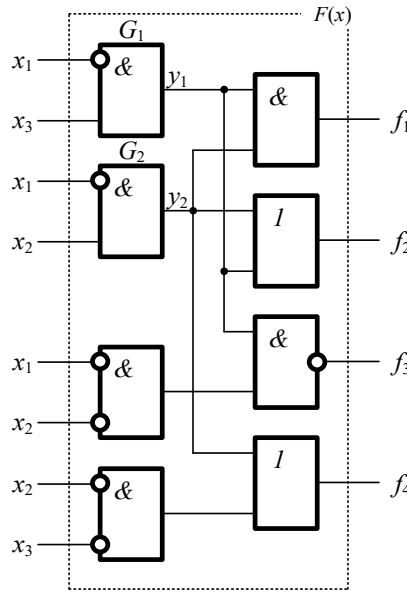 F(x)
G₁
x₁ & y₁ & f₁
x₃
G₂
x₁ & y₂ 1 f₂
x₂
x₁ & & f₃
x₂
x₂ & 1 f₄
x₃